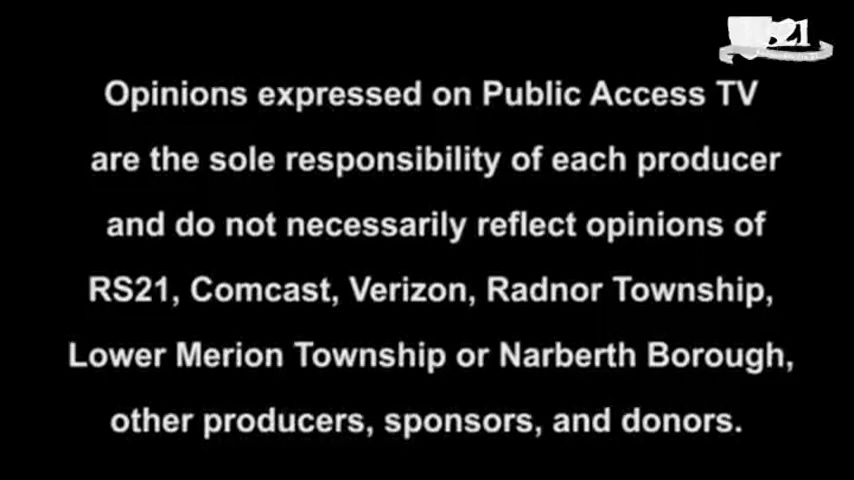 21
Opinions expressed on Public Access TV
are the sole responsibility of each producer
and do not necessarily reflect opinions of
RS21, Comcast, Verizon, Radnor Township,
Lower Merion Township or Narberth Borough,
other producers, sponsors, and donors.